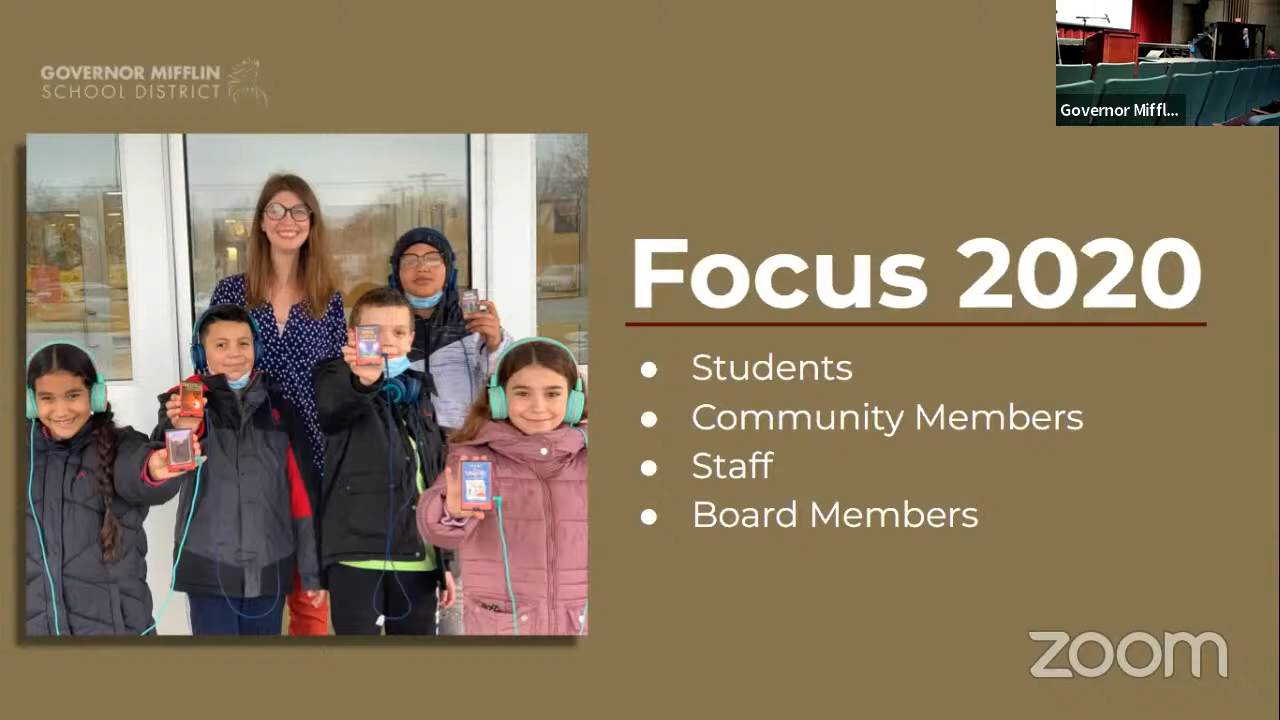 GOVERNOR MIFFLIN
SCHOOL DISTRICT
Governor Miffl...
Focus 2020
Students
Community Members
Staff
Board Members
zoom